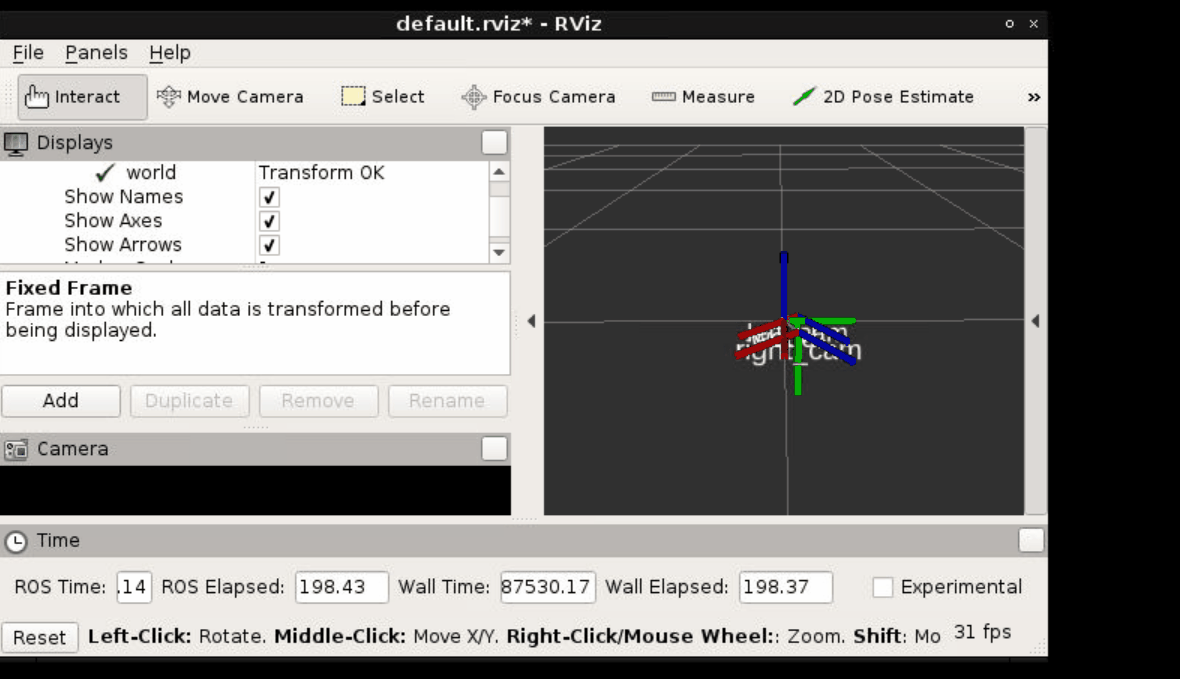 default.rviz* - RViz
File Panels Help
Interact Move Camera Select Focus Camera Measure 2D Pose Estimate »
Displays
world Transform OK
Show Names
Show Axes
Show Arrows
Fixed Frame
Frame into which all data is transformed before
being displayed.
Add Duplicate Remove Rename
Camera
right_cam
Time
ROS Time: .14 ROS Elapsed: 198.43 Wall Time: 87530.17 Wall Elapsed: 198.37 Experimental
Reset Left-Click: Rotate. Middle-Click: Move X/Y. Right-Click/Mouse Wheel:: Zoom. Shift: Mo 31 fps